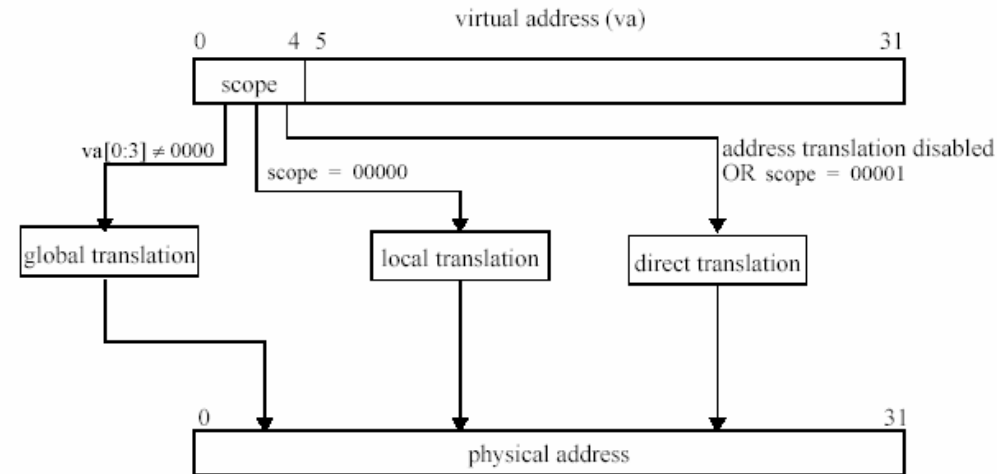 virtual address (va)
0 4 5 31
scope
va[0:3] ≠ 0000
scope = 00000
address translation disabled
OR scope = 00001
global translation
local translation
direct translation
0 31
physical address